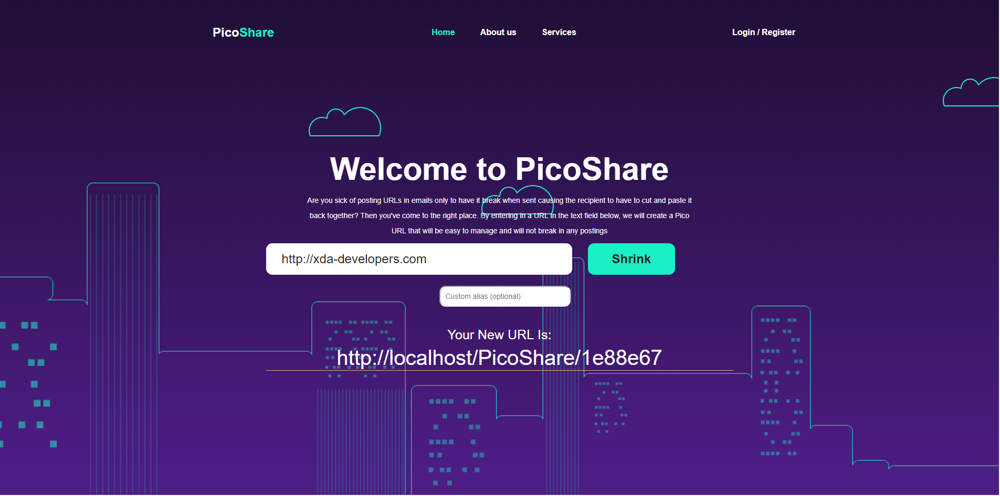 PicoShare
Home About us Services
Login / Register
Welcome to PicoShare
Are you sick of posting URLs in emails only to have it break when sent causing the recipient to have to cut and paste it
back together? Then you've come to the right place. By entering in a URL in the text field below, we will create a Pico
URL that will be easy to manage and will not break in any postings
http://xda-developers.com
Shrink
Custom alias (optional)
Your New URL Is:
http://localhost/PicoShare/1e88e67